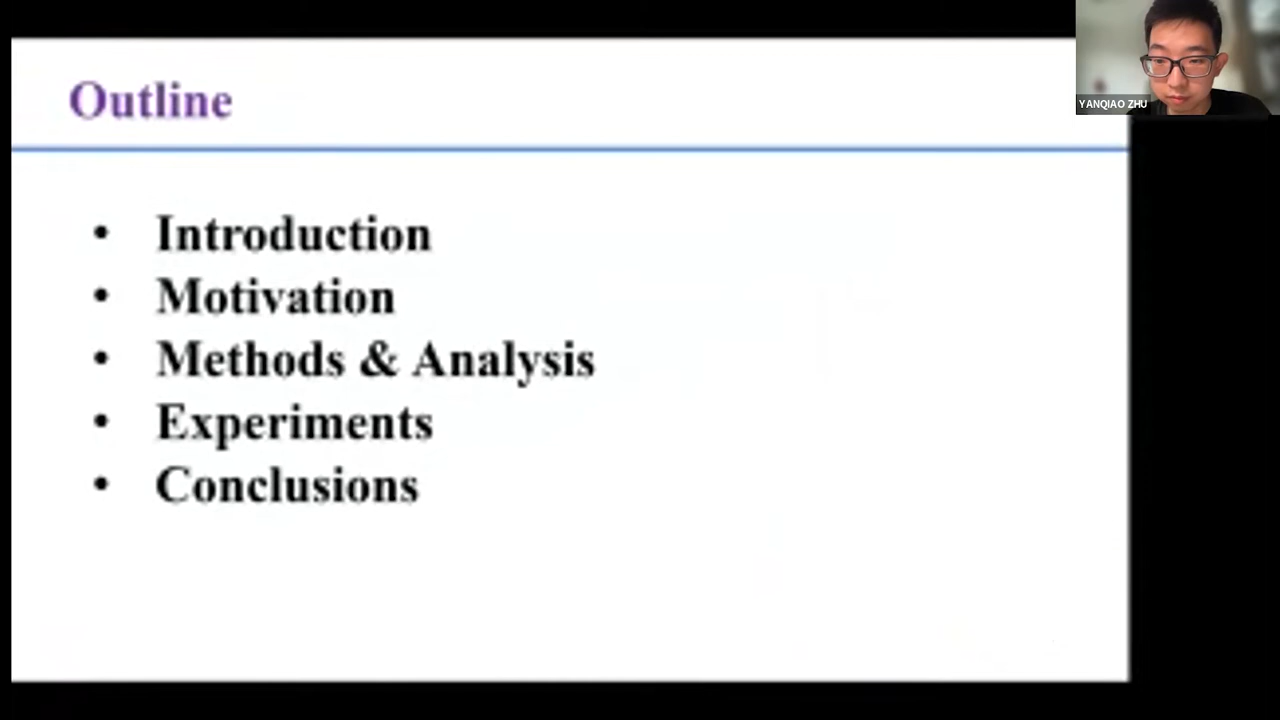 Outline
YANQIAO ZHU
• Introduction
• Motivation
• Methods & Analysis
• Experiments
• Conclusions